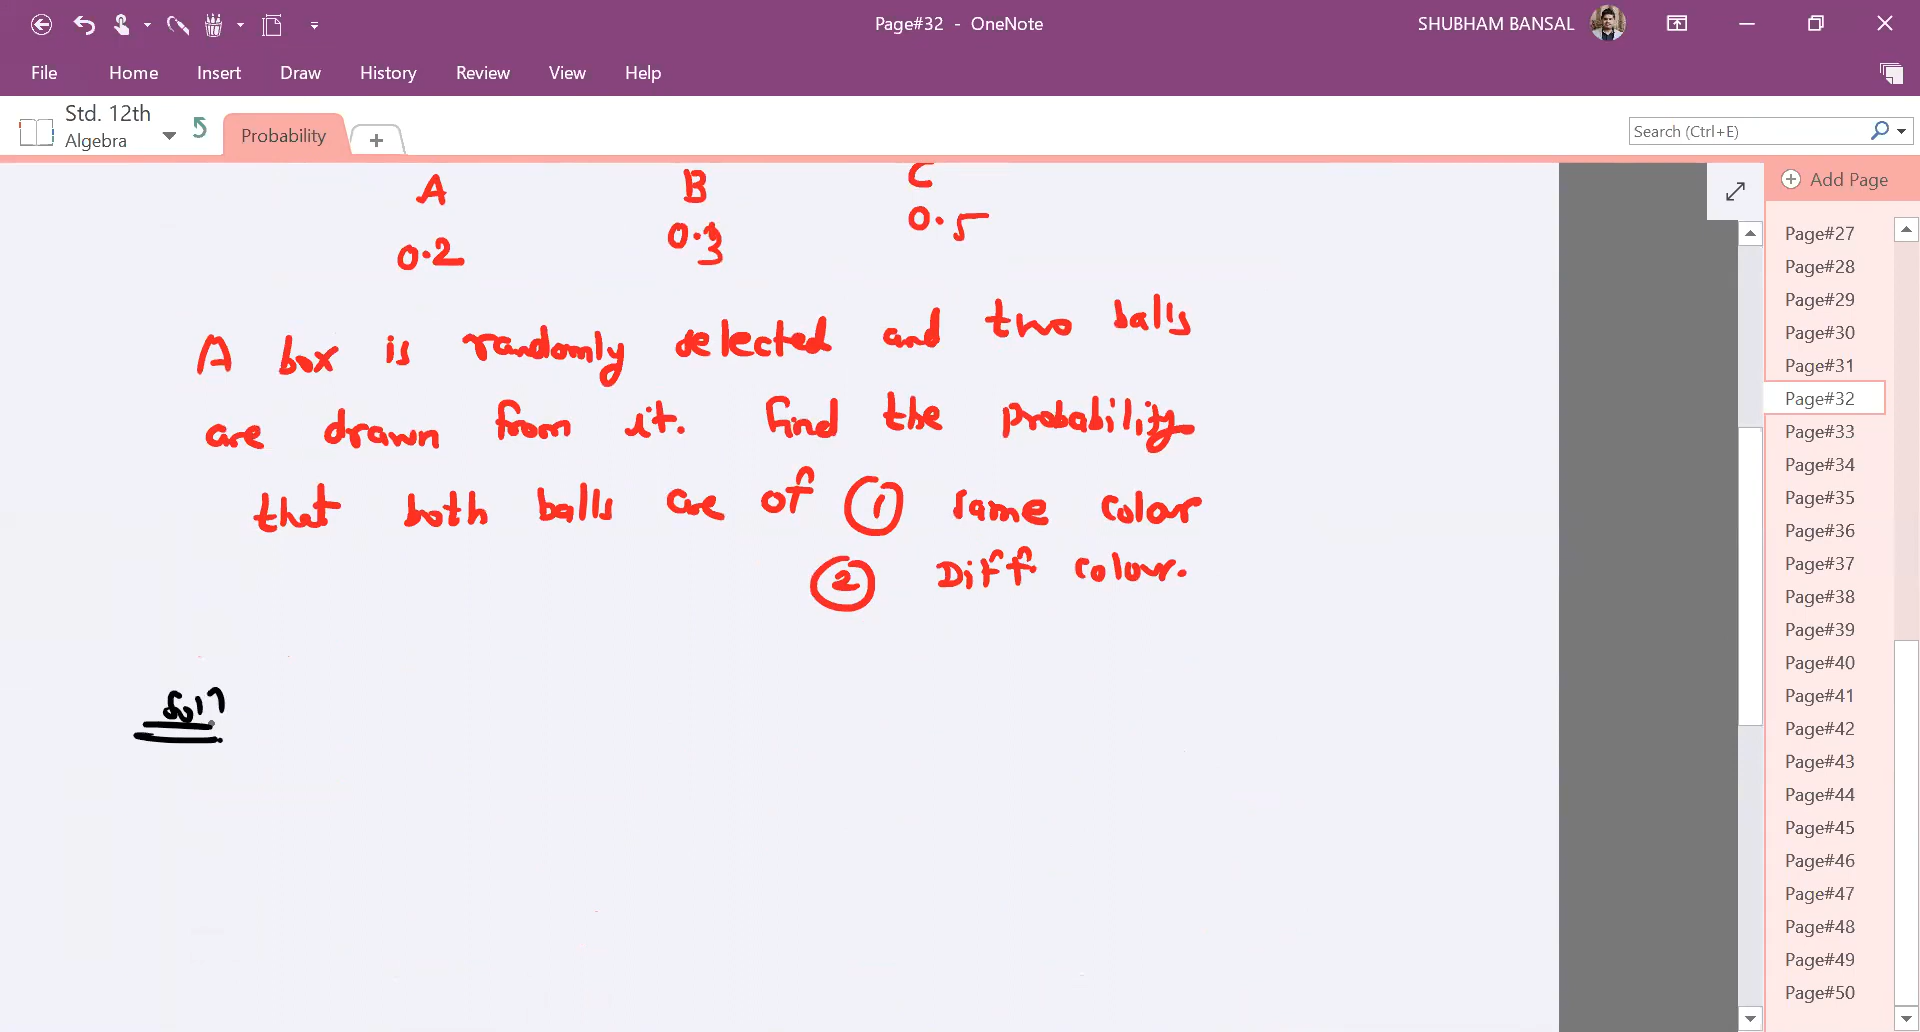 Page#32 - OneNote
SHUBHAM BANSAL
File Home Insert Draw History Review View Help
Std. 12th
Algebra
Probability
+
Search (Ctrl+E)
Add Page
A B C
0.2 0.3 0.5
A box is randomly selected and two balls
are drawn from it. Find the probability
that both balls are of ① same colour
② Diff colour.
Soln
Page#27
Page#28
Page#29
Page#30
Page#31
Page#32
Page#33
Page#34
Page#35
Page#36
Page#37
Page#38
Page#39
Page#40
Page#41
Page#42
Page#43
Page#44
Page#45
Page#46
Page#47
Page#48
Page#49
Page#50